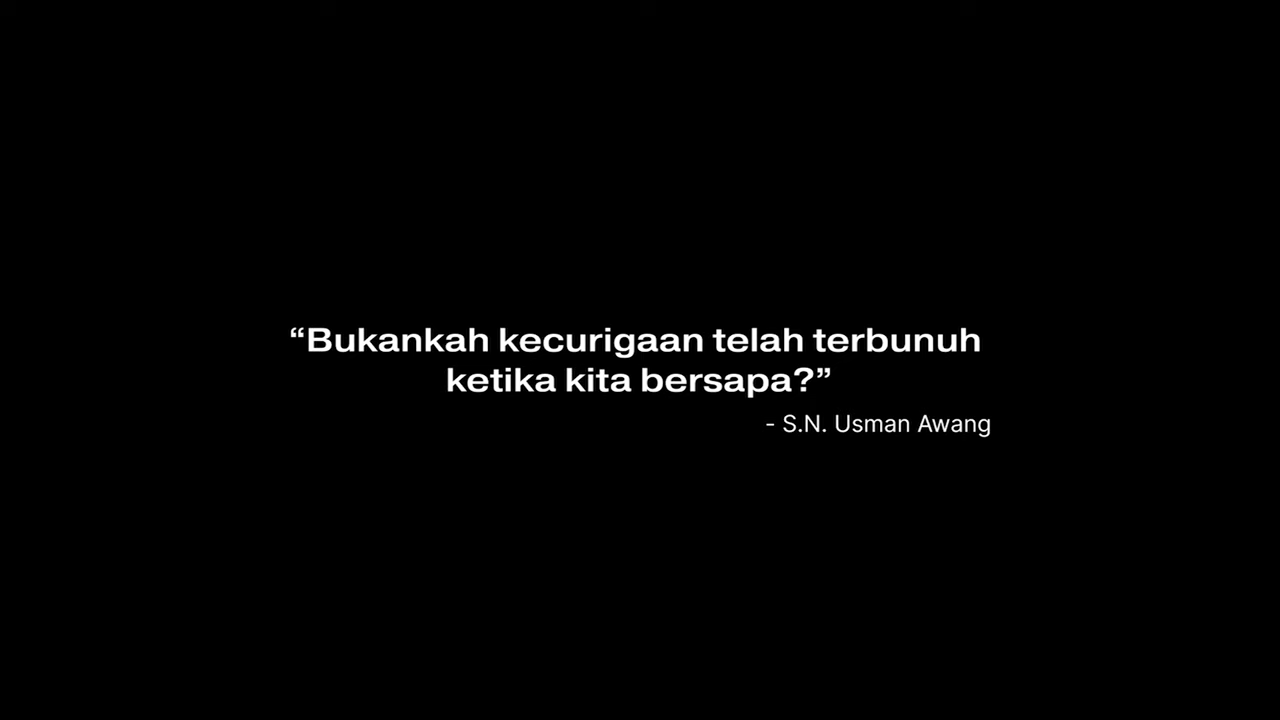 “Bukankah kecurigaan telah terbunuh
ketika kita bersapa?”
- S.N. Usman Awang